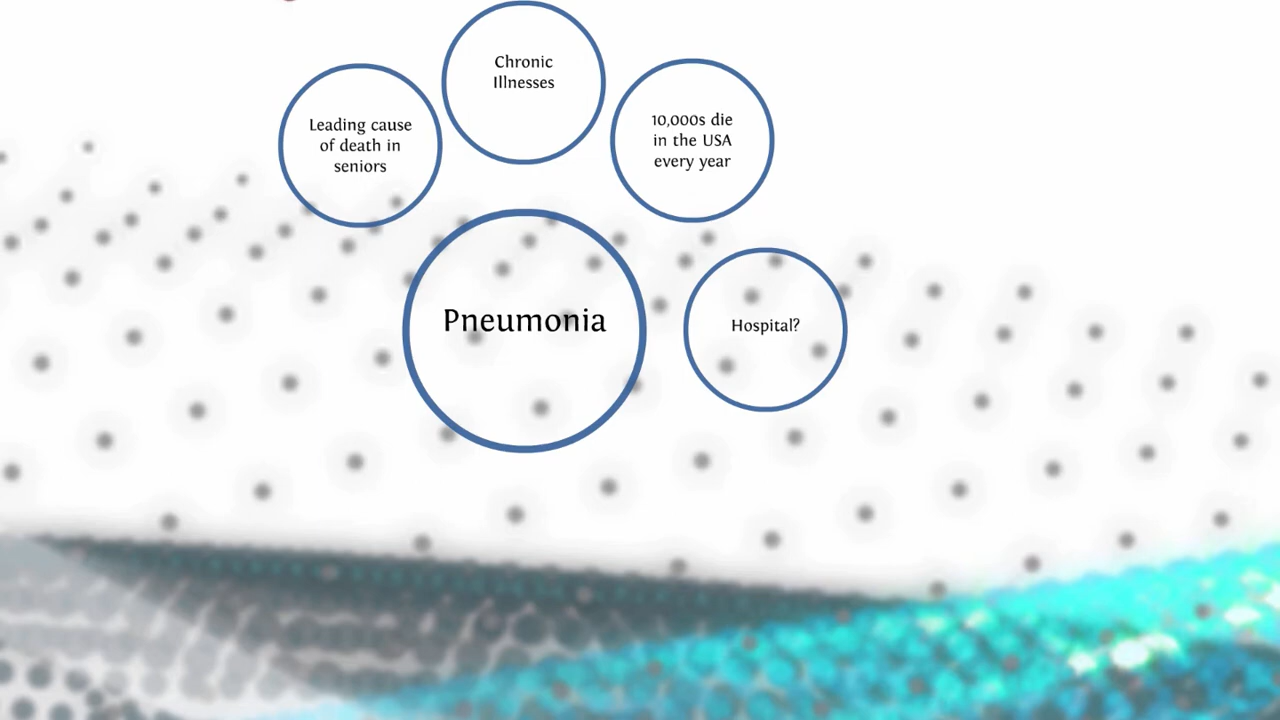 Chronic
Illnesses
Leading cause
of death in
seniors
10,000s die
in the USA
every year
Pneumonia
Hospital?